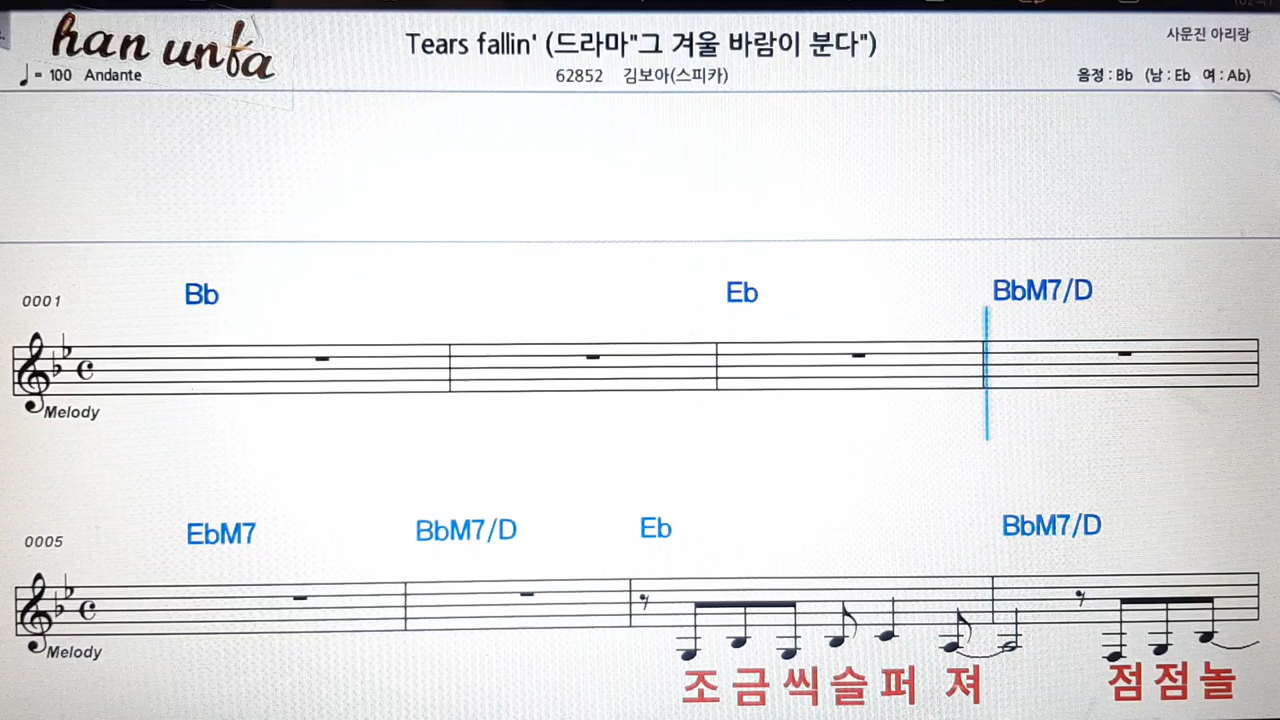 han unfa
Tears fallin' (드라마"그 겨울 바람이 분다")
사문진 아리랑
♩= 100 Andante
62852 김보아(스피카)
음정 : Bb (남 : Eb 여 : Ab)
0001 Bb Eb BbM7/D
Melody
0005 EbM7 BbM7/D Eb BbM7/D
Melody
조금씩슬퍼 져 점점놀